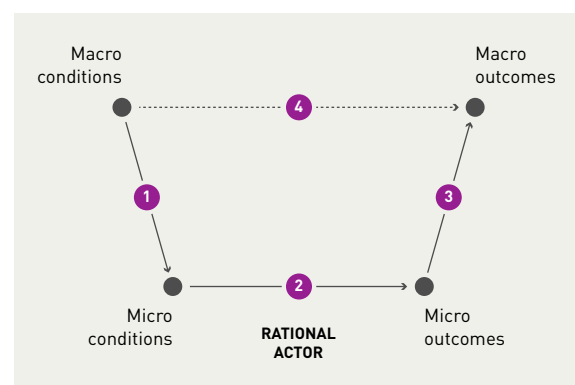 Macro
conditions
Macro
outcomes
4
1
3
2
Micro
conditions
RATIONAL
ACTOR
Micro
outcomes